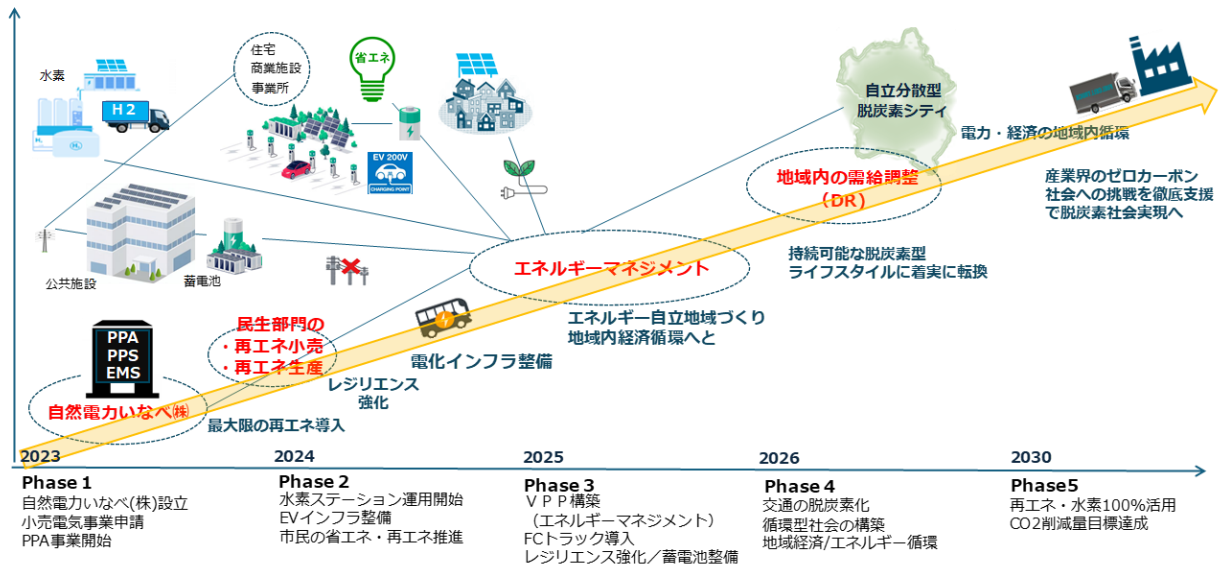 水素
H2
H₂
住宅
商業施設
事業所
省エネ
EV 200V
CHARGING POINT
公共施設
蓄電池
自立分散型
脱炭素シティ
電力・経済の地域内循環
産業界のゼロカーボン
社会への挑戦を徹底支援
で脱炭素社会実現へ
地域内の需給調整
(DR)
持続可能な脱炭素型
ライフスタイルに着実に転換
エネルギーマネジメント
エネルギー自立地域づくり
地域内経済循環へと
電化インフラ整備
民生部門の
・再エネ小売
・再エネ生産
レジリエンス
強化
PPA
PPS
EMS
自然電力いなべ㈱
最大限の再エネ導入
2023
Phase 1
自然電力いなべ(株)設立
小売電気事業申請
PPA事業開始
2024
Phase 2
水素ステーション運用開始
EVインフラ整備
市民の省エネ・再エネ推進
2025
Phase 3
ＶＰＰ構築
（エネルギーマネジメント）
FCトラック導入
レジリエンス強化／蓄電池整備
2026
Phase 4
交通の脱炭素化
循環型社会の構築
地域経済/エネルギー循環
2030
Phase5
再エネ・水素100%活用
CO2削減量目標達成